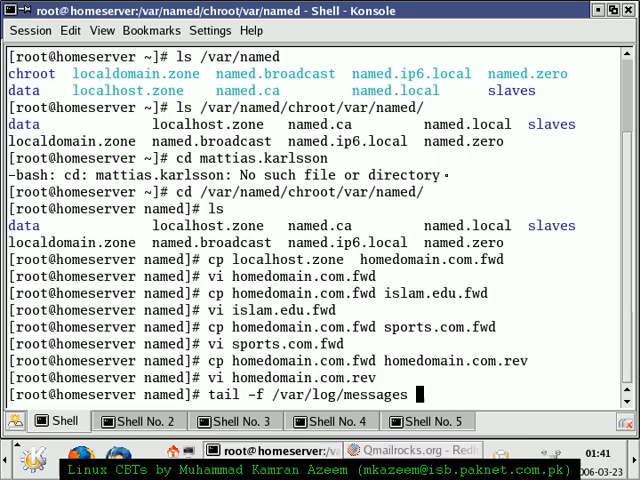 root@homeserver:/var/named/chroot/var/named - Shell - Konsole
Session Edit View Bookmarks Settings Help
[root@homeserver ~]# ls /var/named
chroot localdomain.zone named.broadcast named.ip6.local named.zero
data localhost.zone named.ca named.local slaves
[root@homeserver ~]# ls /var/named/chroot/var/named/
data localhost.zone named.ca named.local slaves
localdomain.zone named.broadcast named.ip6.local named.zero
[root@homeserver ~]# cd mattias.karlsson
-bash: cd: mattias.karlsson: No such file or directory
[root@homeserver ~]# cd /var/named/chroot/var/named/
[root@homeserver named]# ls
data localhost.zone named.ca named.local slaves
localdomain.zone named.broadcast named.ip6.local named.zero
[root@homeserver named]# cp localhost.zone homedomain.com.fwd
[root@homeserver named]# vi homedomain.com.fwd
[root@homeserver named]# cp homedomain.com.fwd islam.edu.fwd
[root@homeserver named]# vi islam.edu.fwd
[root@homeserver named]# cp homedomain.com.fwd sports.com.fwd
[root@homeserver named]# vi sports.com.fwd
[root@homeserver named]# cp homedomain.com.fwd homedomain.com.rev
[root@homeserver named]# vi homedomain.com.rev
[root@homeserver named]# tail -f /var/log/messages
Shell Shell No. 2 Shell No. 3 Shell No. 4 Shell No. 5
root@homeserver:/va Qmailrocks.org - Redh 01:41
Linux CBTs by Muhammad Kamran Azeem (mkazeem@isb.paknet.com.pk) 2006-03-23